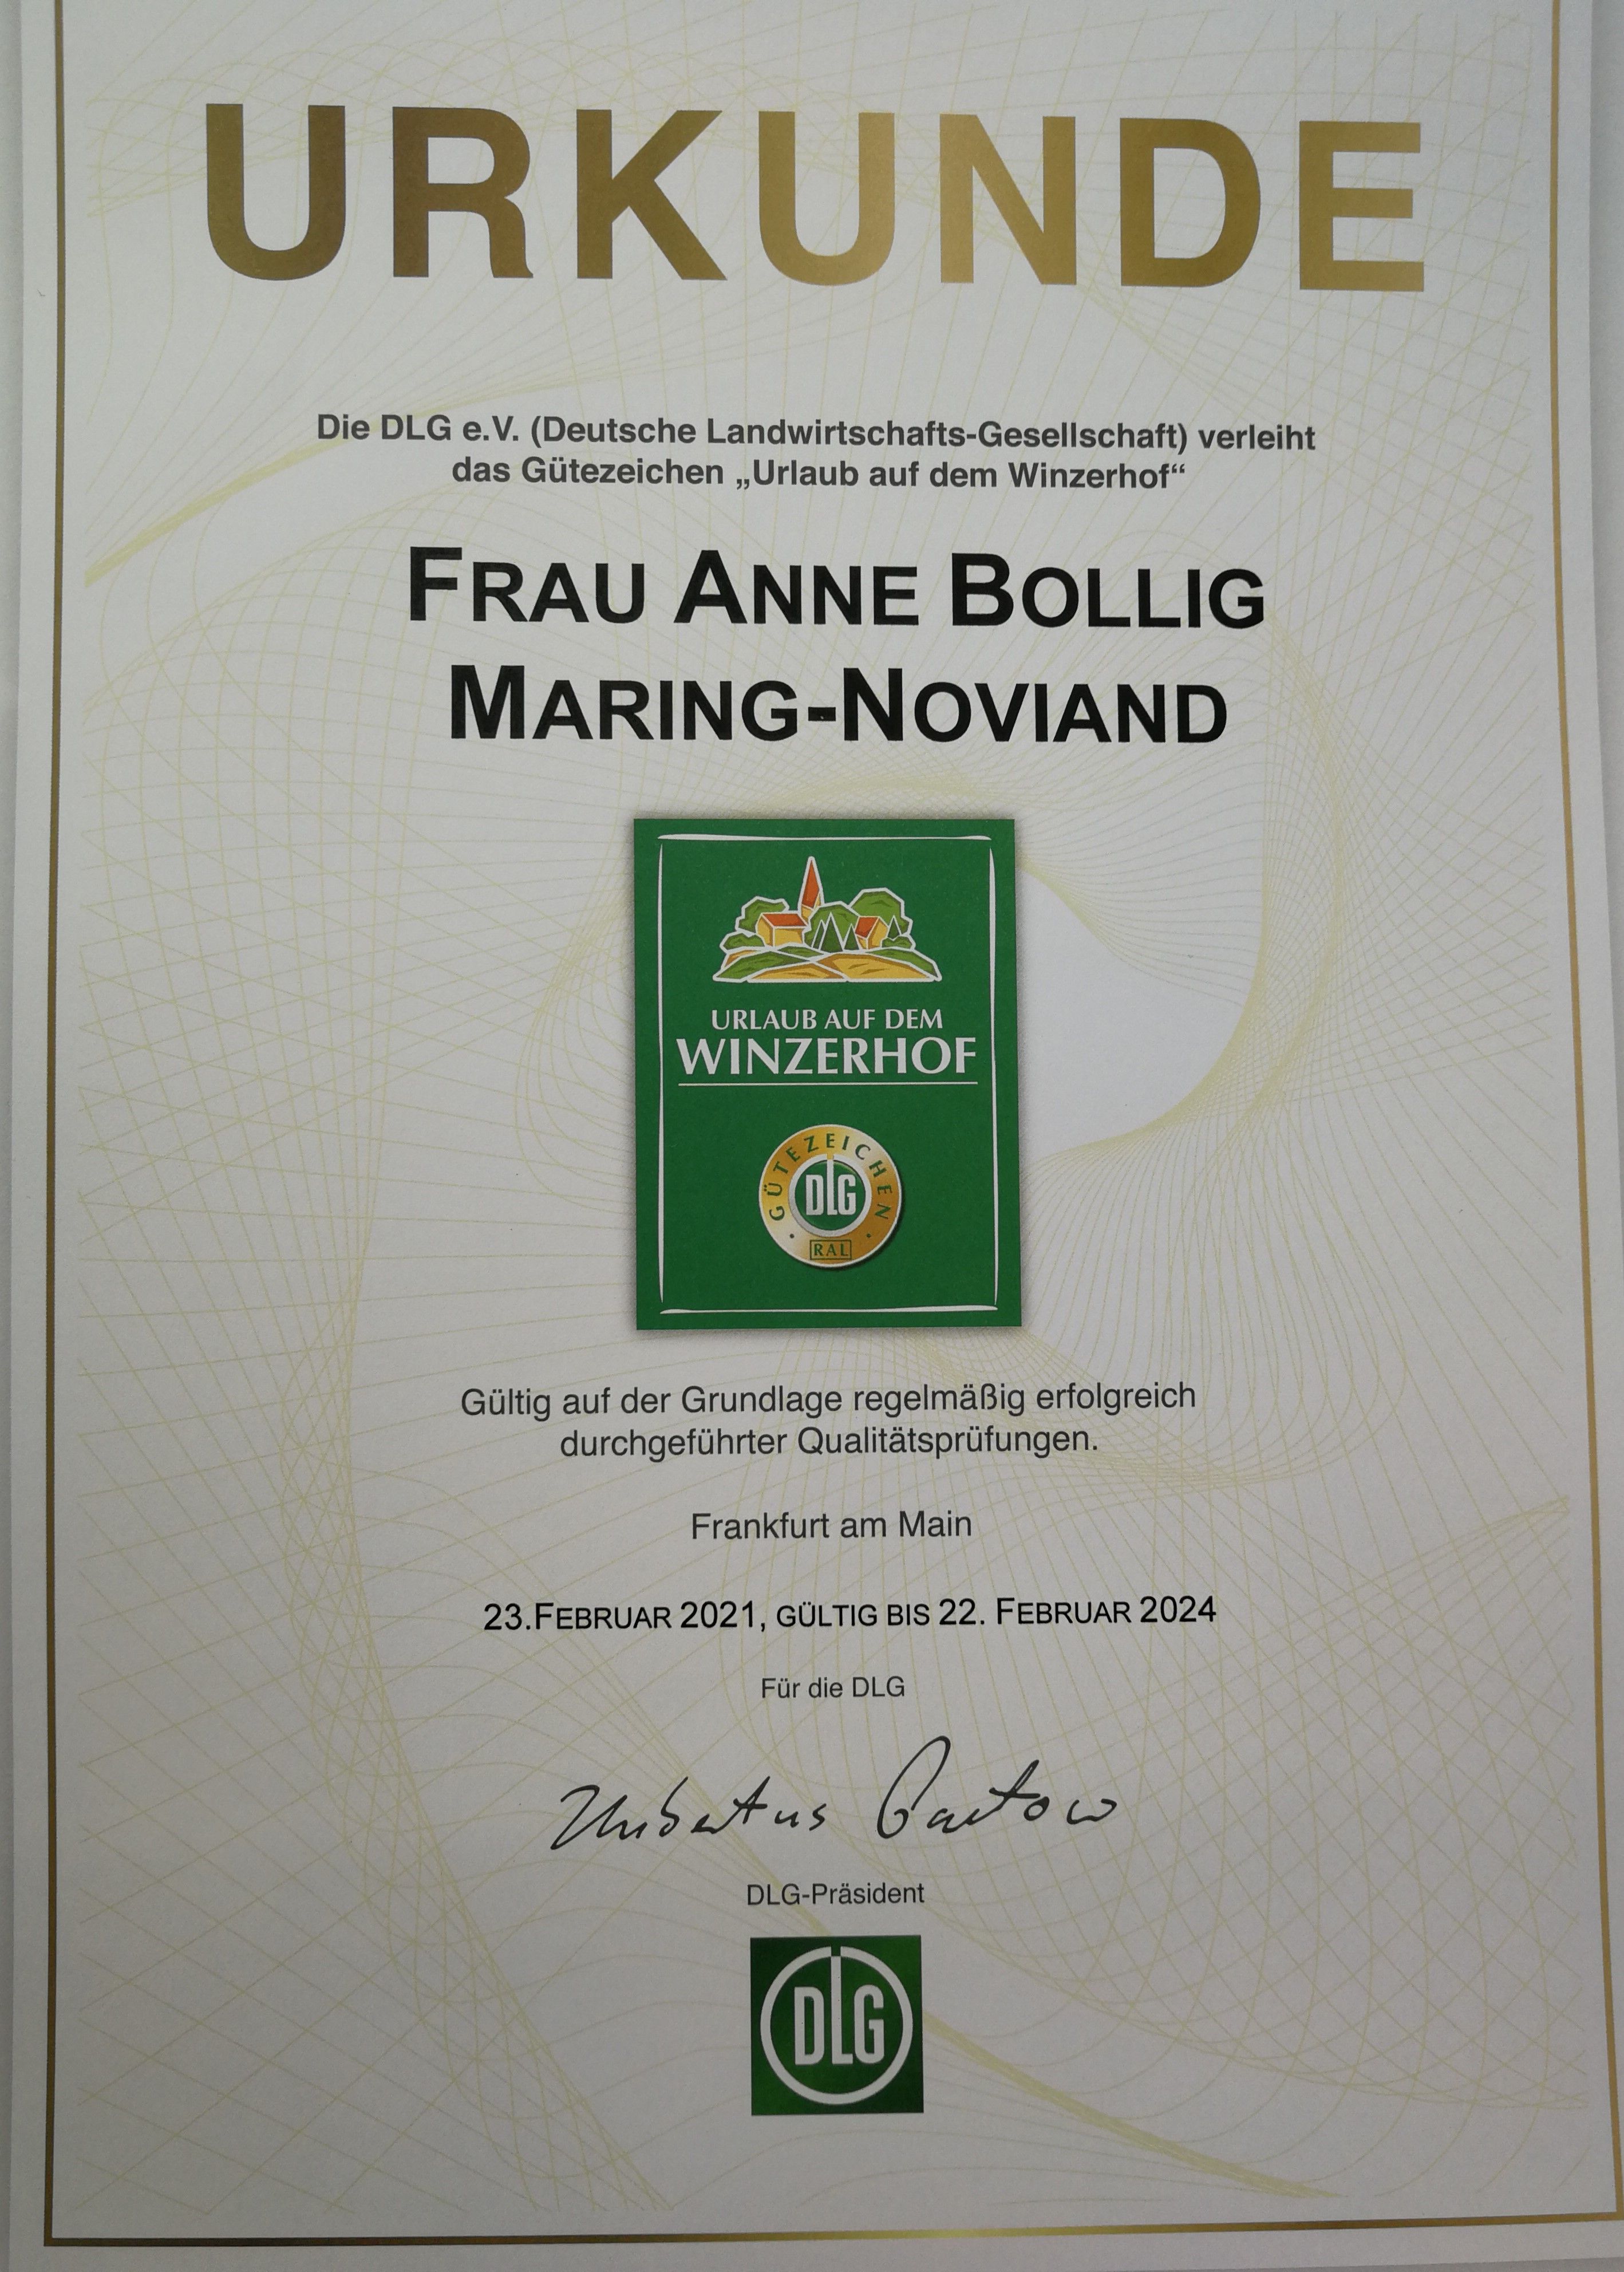 URKUNDE
Die DLG e.V. (Deutsche Landwirtschafts-Gesellschaft) verleiht
das Gütezeichen „Urlaub auf dem Winzerhof“
FRAU ANNE BOLLIG
MARING-NOVIAND
URLAUB AUF DEM
WINZERHOF
GÜTEZEICHEN
DLG
RAL
Gültig auf der Grundlage regelmäßig erfolgreich
durchgeführter Qualitätsprüfungen.
Frankfurt am Main
23.FEBRUAR 2021, GÜLTIG BIS 22. FEBRUAR 2024
Für die DLG
Hubertus Paetow
DLG-Präsident
DLG